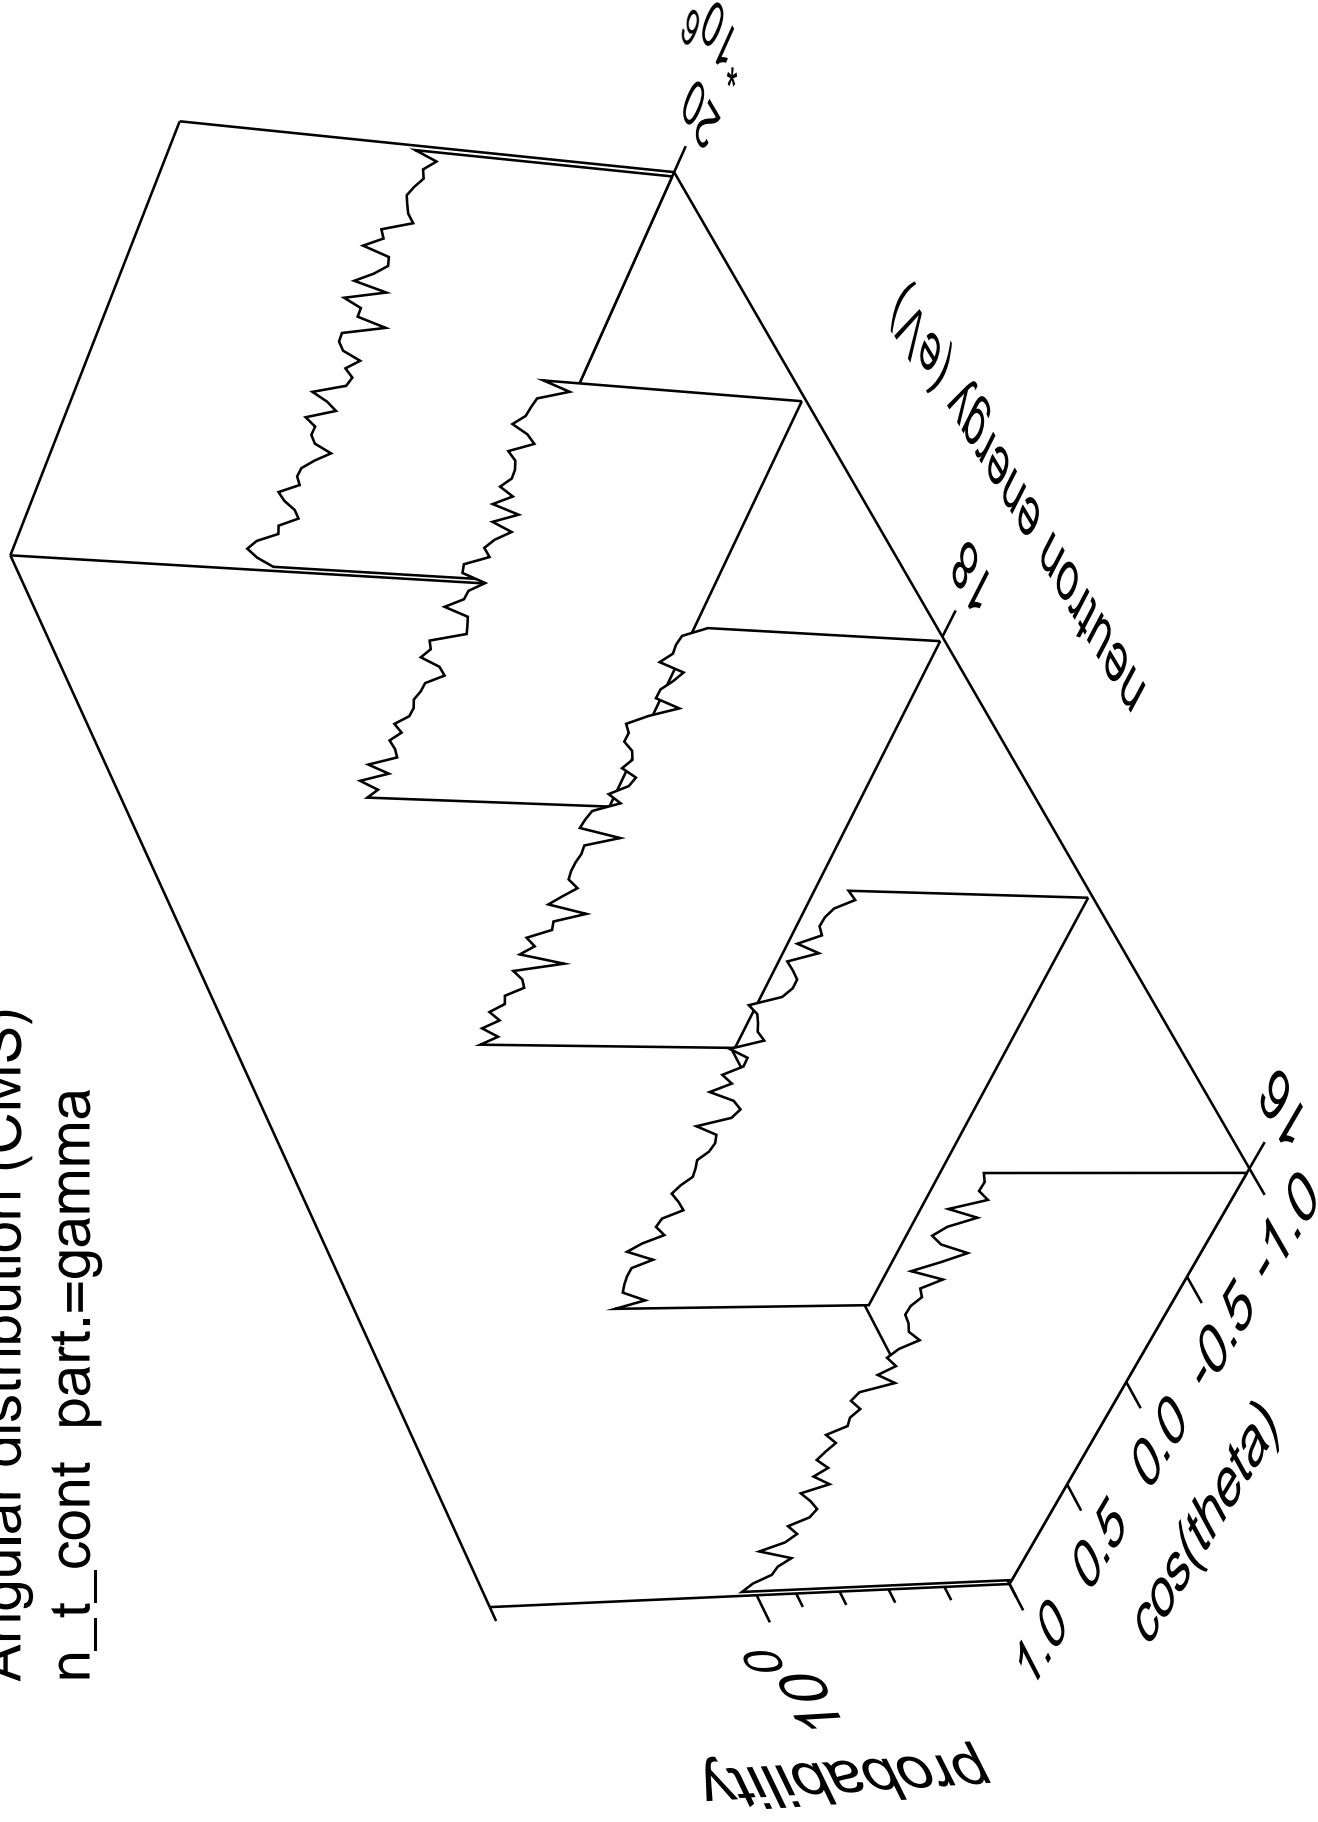 Angular distribution (CMS)
n_t_cont part.=gamma
probability
10^0
1.0
0.5
0.0
-0.5
-1.0
cos(theta)
16
18
20
*10^6
neutron energy (eV)